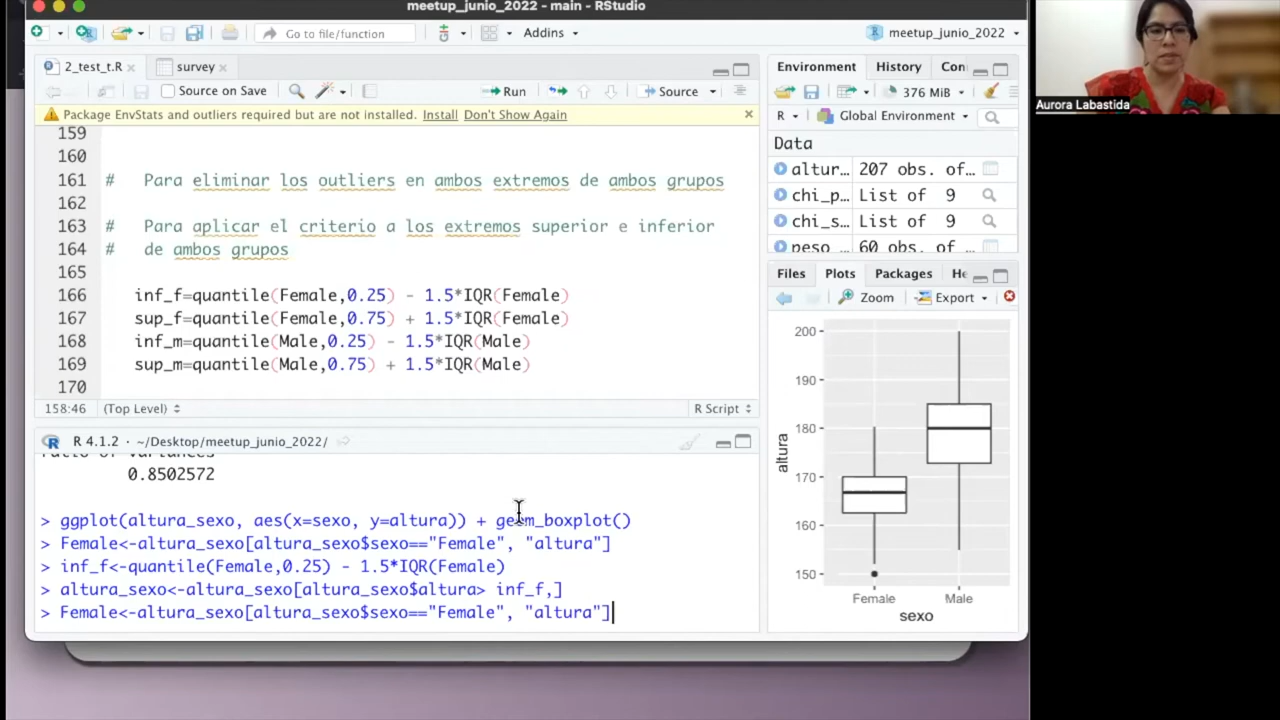 meetup_junio_2022 - main - RStudio
Go to file/function
Addins
meetup_junio_2022
2_test_t.R
survey
Source on Save
Run
Source
Package EnvStats and outliers required but are not installed. Install Don't Show Again
159
160
161 # Para eliminar los outliers en ambos extremos de ambos grupos
162
163 # Para aplicar el criterio a los extremos superior e inferior
164 # de ambos grupos
165
166 inf_f=quantile(Female,0.25) - 1.5*IQR(Female)
167 sup_f=quantile(Female,0.75) + 1.5*IQR(Female)
168 inf_m=quantile(Male,0.25) - 1.5*IQR(Male)
169 sup_m=quantile(Male,0.75) + 1.5*IQR(Male)
170
158:46 (Top Level) R Script
R 4.1.2 · ~/Desktop/meetup_junio_2022/
ratio of variances
0.8502572
> ggplot(altura_sexo, aes(x=sexo, y=altura)) + geom_boxplot()
> Female<-altura_sexo[altura_sexo$sexo=="Female", "altura"]
> inf_f<-quantile(Female,0.25) - 1.5*IQR(Female)
> altura_sexo<-altura_sexo[altura_sexo$altura> inf_f,]
> Female<-altura_sexo[altura_sexo$sexo=="Female", "altura"]
Environment History Con
376 MiB
R Global Environment
Data
altur… 207 obs. of…
chi_p… List of 9
chi_s… List of 9
peso 60 obs. of…
Files Plots Packages He
Zoom Export
200
190
180
170
160
150
altura
Female Male
sexo
Aurora Labastida